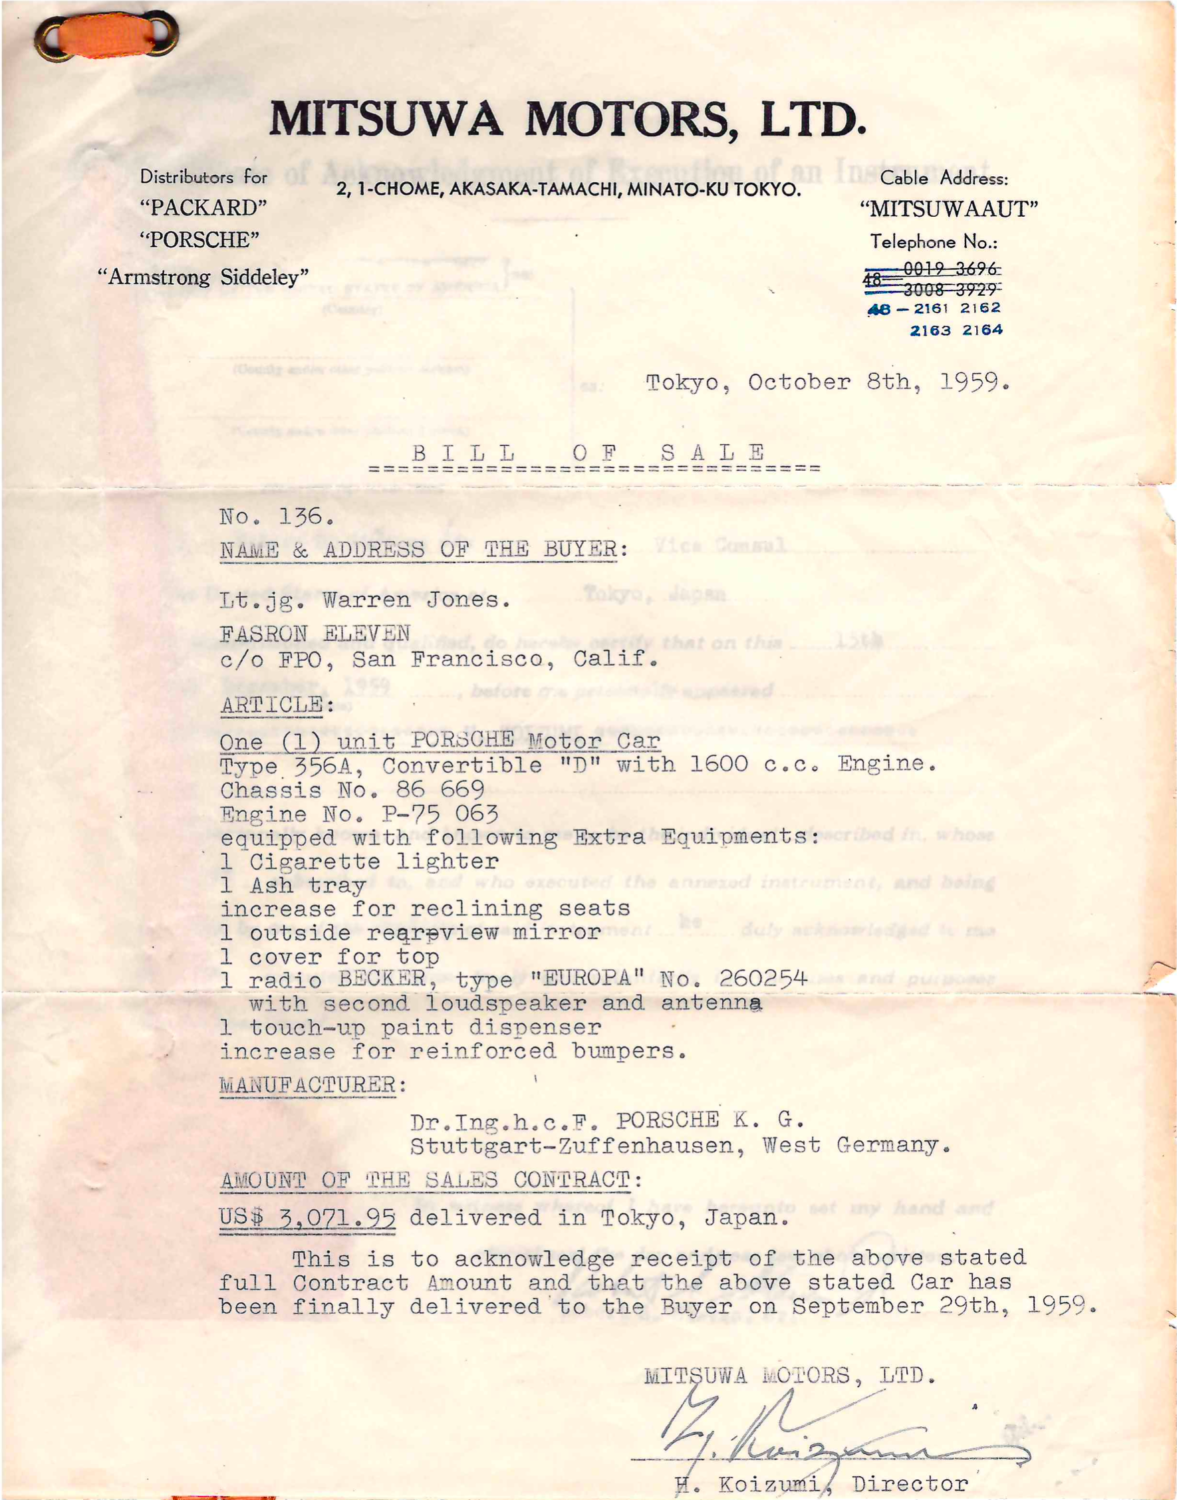 MITSUWA MOTORS, LTD.
Distributors for
"PACKARD"
"PORSCHE"
"Armstrong Siddeley"
2, 1-CHOME, AKASAKA-TAMACHI, MINATO-KU TOKYO.
Cable Address:
"MITSUWAAUT"
Telephone No.:
48 0019 3696
3008 3929
48 - 2161 2162
2163 2164
Tokyo, October 8th, 1959.
BILL OF SALE
===============================
No. 136.
NAME & ADDRESS OF THE BUYER:
Lt.jg. Warren Jones.
FASRON ELEVEN
c/o FPO, San Francisco, Calif.
ARTICLE:
One (1) unit PORSCHE Motor Car
Type 356A, Convertible "D" with 1600 c.c. Engine.
Chassis No. 86 669
Engine No. P-75 063
equipped with following Extra Equipments:
1 Cigarette lighter
1 Ash tray
increase for reclining seats
1 outside rearview mirror
1 cover for top
1 radio BECKER, type "EUROPA" No. 260254
with second loudspeaker and antenna
1 touch-up paint dispenser
increase for reinforced bumpers.
MANUFACTURER:
Dr.Ing.h.c.F. PORSCHE K. G.
Stuttgart-Zuffenhausen, West Germany.
AMOUNT OF THE SALES CONTRACT:
US$ 3,071.95 delivered in Tokyo, Japan.
This is to acknowledge receipt of the above stated
full Contract Amount and that the above stated Car has
been finally delivered to the Buyer on September 29th, 1959.
MITSUWA MOTORS, LTD.
H. Koizumi
H. Koizumi, Director